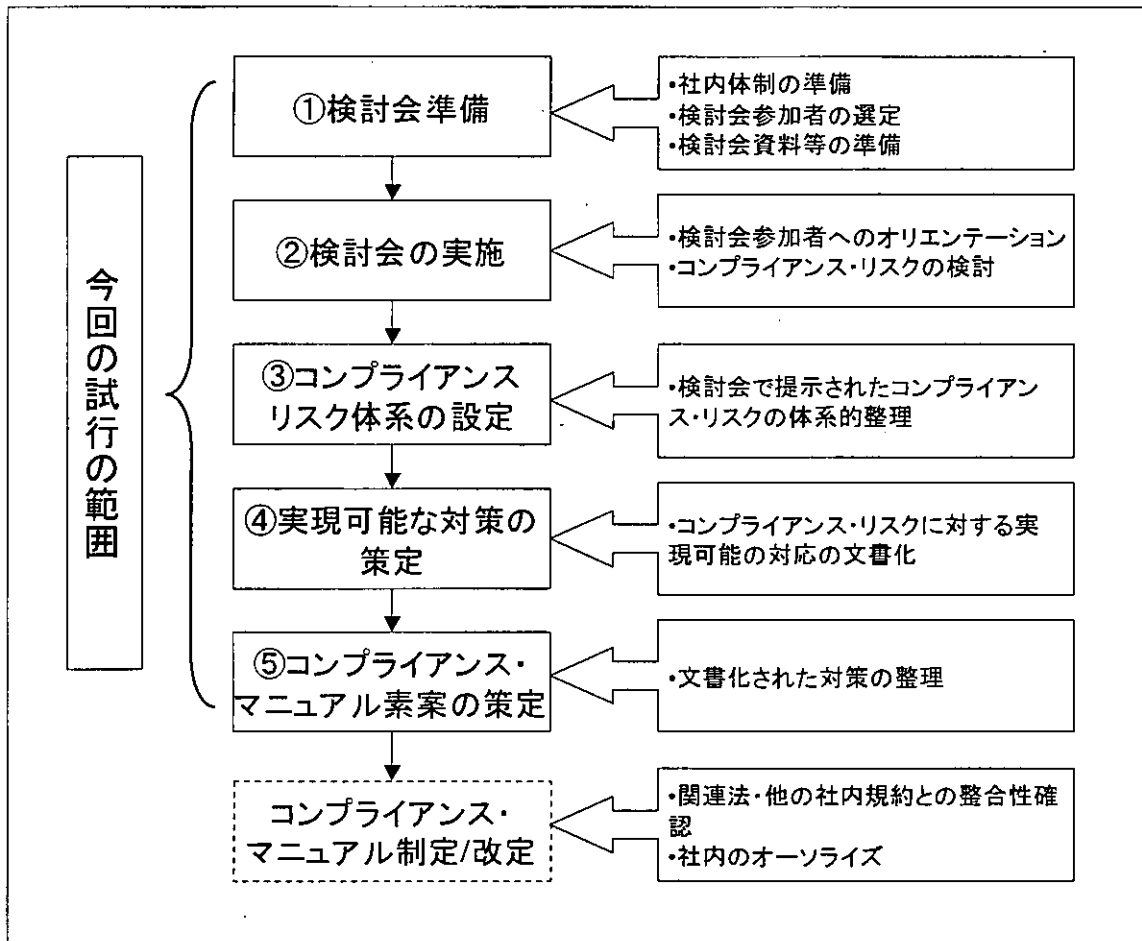 今回の試行の範囲
①検討会準備
・社内体制の準備
・検討会参加者の選定
・検討会資料等の準備
②検討会の実施
・検討会参加者へのオリエンテーション
・コンプライアンス・リスクの検討
③コンプライアンス
リスク体系の設定
・検討会で提示されたコンプライアン
ス・リスクの体系的整理
④実現可能な対策の
策定
・コンプライアンス・リスクに対する実
現可能の対応の文書化
⑤コンプライアンス・
マニュアル素案の策定
・文書化された対策の整理
コンプライアンス・
マニュアル制定/改定
・関連法・他の社内規約との整合性確
認
・社内のオーソライズ